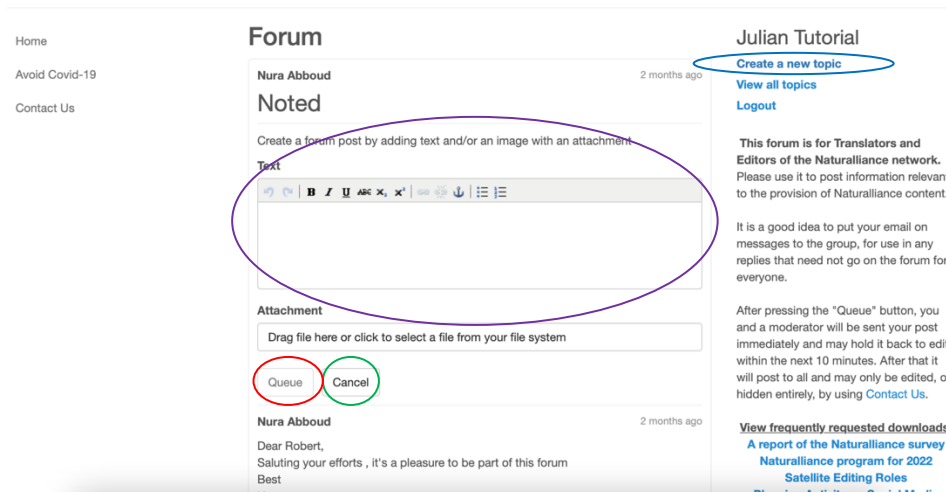 Home
Avoid Covid-19
Contact Us
Forum
Nura Abboud
2 months ago
Noted
Create a forum post by adding text and/or an image with an attachment
Text
B I U ABC X₂ X²
Attachment
Drag file here or click to select a file from your file system
Queue
Cancel
Nura Abboud
2 months ago
Dear Robert,
Saluting your efforts , it's a pleasure to be part of this forum
Best
Julian Tutorial
Create a new topic
View all topics
Logout
This forum is for Translators and
Editors of the Naturalliance network.
Please use it to post information relevant
to the provision of Naturalliance content
It is a good idea to put your email on
messages to the group, for use in any
replies that need not go on the forum for
everyone.
After pressing the "Queue" button, you
and a moderator will be sent your post
immediately and may hold it back to edit
within the next 10 minutes. After that it
will post to all and may only be edited, o
hidden entirely, by using Contact Us.
View frequently requested downloads
A report of the Naturalliance survey
Naturalliance program for 2022
Satellite Editing Roles